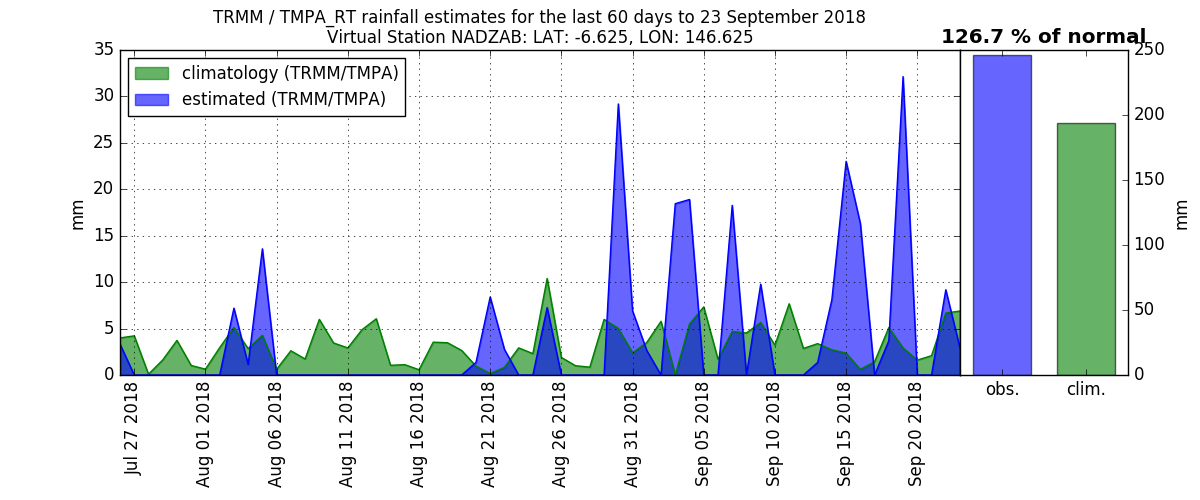 TRMM / TMPA_RT rainfall estimates for the last 60 days to 23 September 2018
Virtual Station NADZAB: LAT: -6.625, LON: 146.625
126.7 % of normal
climatology (TRMM/TMPA)
estimated (TRMM/TMPA)
35
30
25
20
15
10
5
0
mm
Jul 27 2018
Aug 01 2018
Aug 06 2018
Aug 11 2018
Aug 16 2018
Aug 21 2018
Aug 26 2018
Aug 31 2018
Sep 05 2018
Sep 10 2018
Sep 15 2018
Sep 20 2018
obs.
clim.
250
200
150
100
50
0
mm